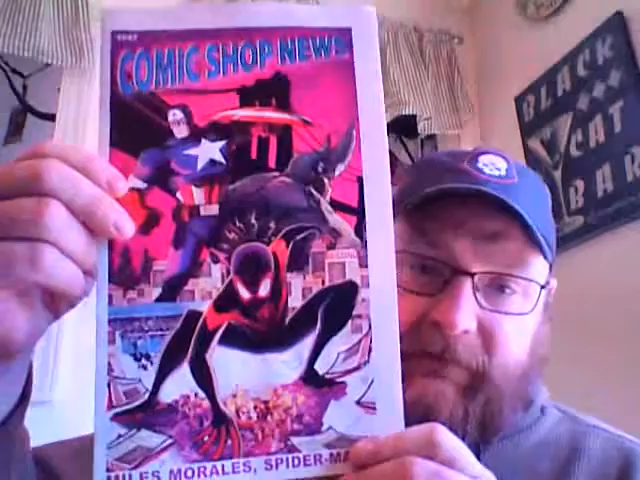 COMIC SHOP NEWS
MILES MORALES, SPIDER-MA
BLACK
CAT
BAR